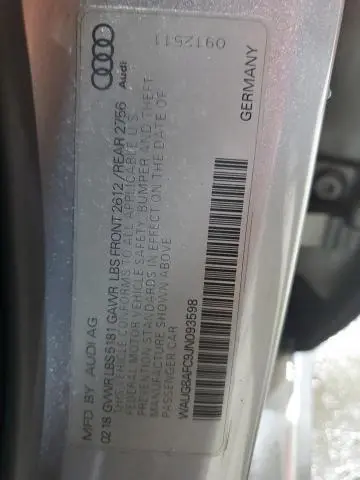 MFD BY AUDI AG
02 18 GVWR LBS 5181 GAWR LBS FRONT 2612/REAR 2756
THIS VEHICLE CONFORMS TO ALL APPLICABLE U.S.
FEDERAL MOTOR VEHICLE SAFETY, BUMPER AND THEFT
PREVENTION STANDARDS IN EFFECT ON THE DATE OF
MANUFACTURE SHOWN ABOVE
PASSENGER CAR
WAUG8AFC9JN093598
Audi
0912511
GERMANY